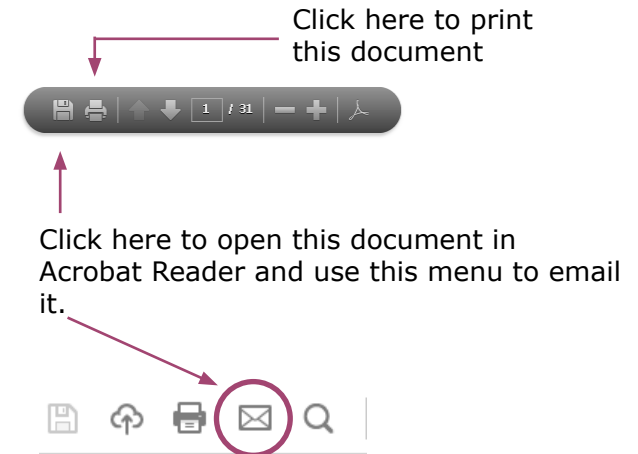 Click here to print
this document
1 / 31
Click here to open this document in
Acrobat Reader and use this menu to email
it.